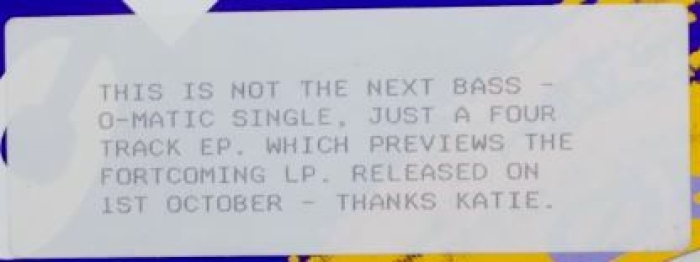 THIS IS NOT THE NEXT BASS -
O-MATIC SINGLE, JUST A FOUR
TRACK EP. WHICH PREVIEWS THE
FORTCOMING LP. RELEASED ON
1ST OCTOBER - THANKS KATIE.